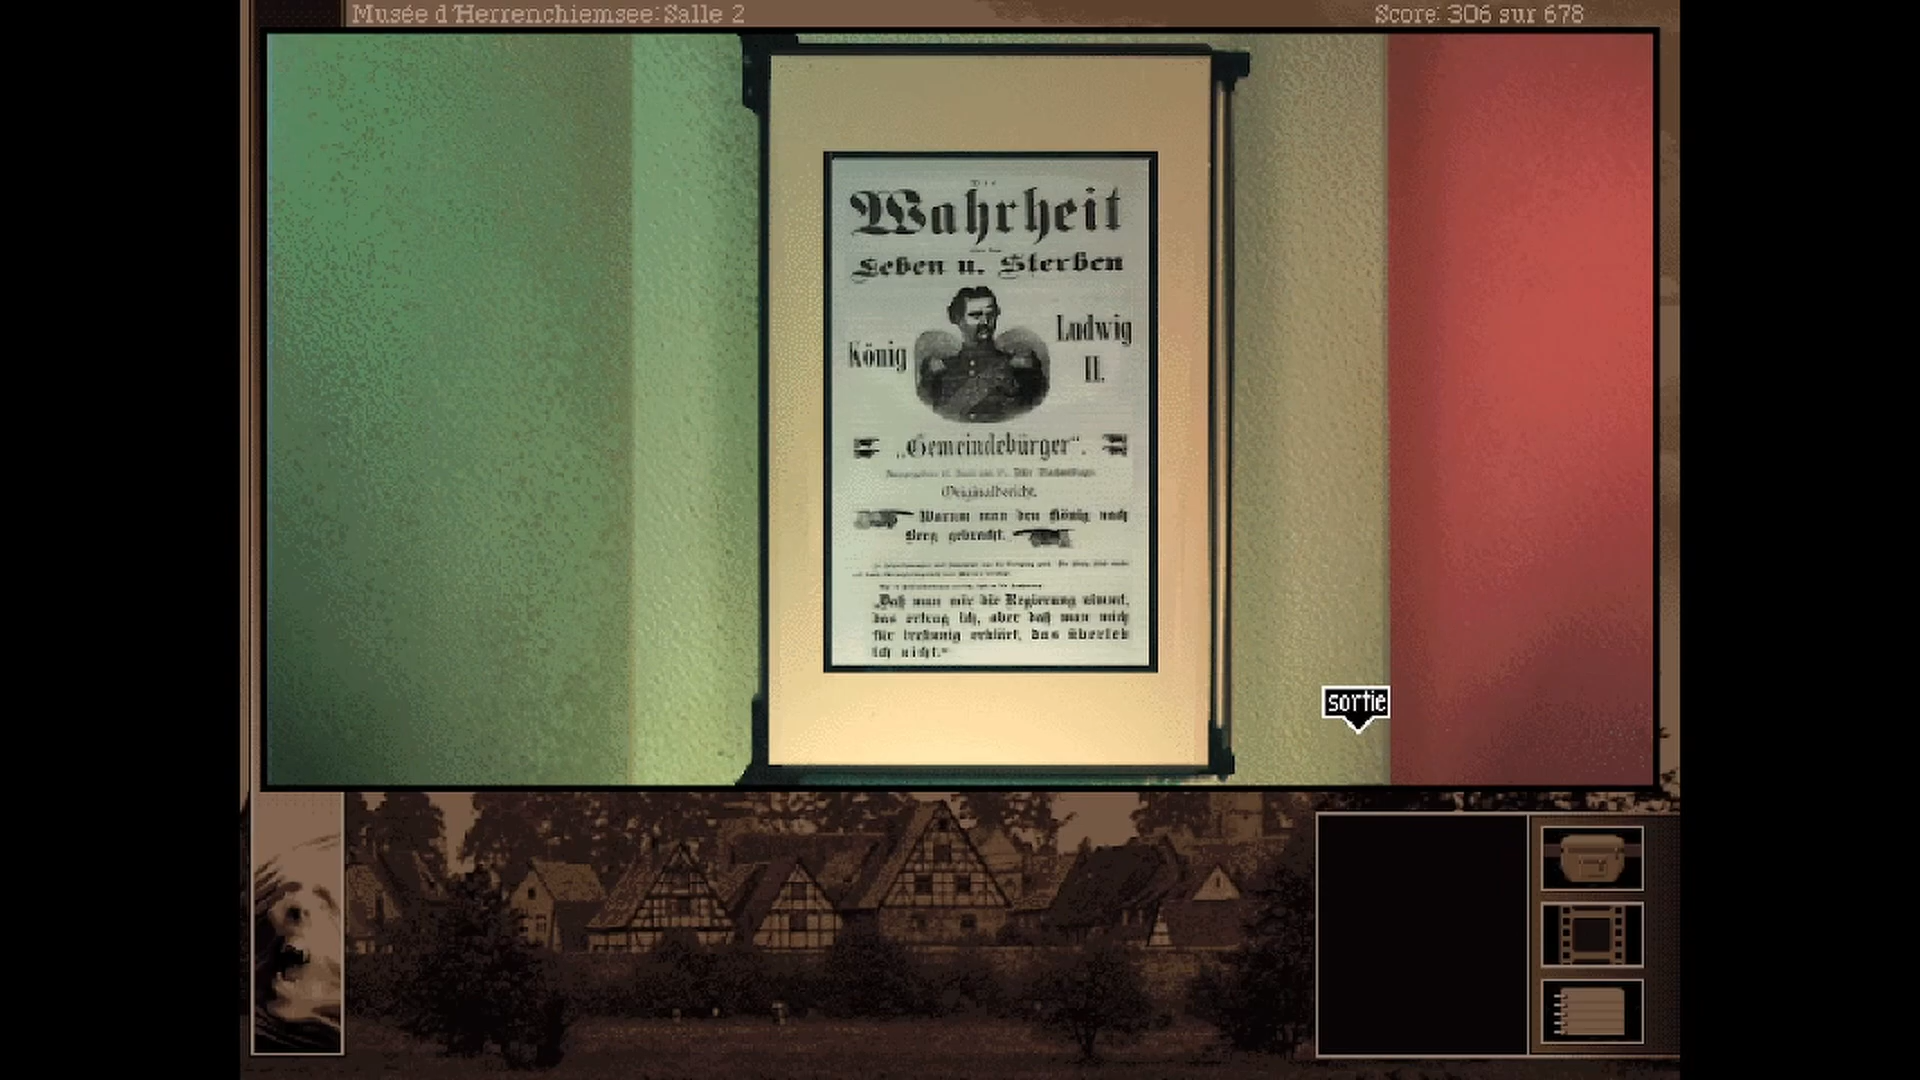 Musée d'Herrenchiemsee: Salle 2
Score: 306 sur 678
Die
Wahrheit
Leben u. Sterben
König
Ludwig
II.
„Gemeindebürger“.
Originalbericht.
Warum man den König nach
Berg gebracht.
„Daß man mir die Regierung nimmt,
das ertrag ich, aber daß man mich
für irrsinnig erklärt, das überleb
ich nicht.“
sortie